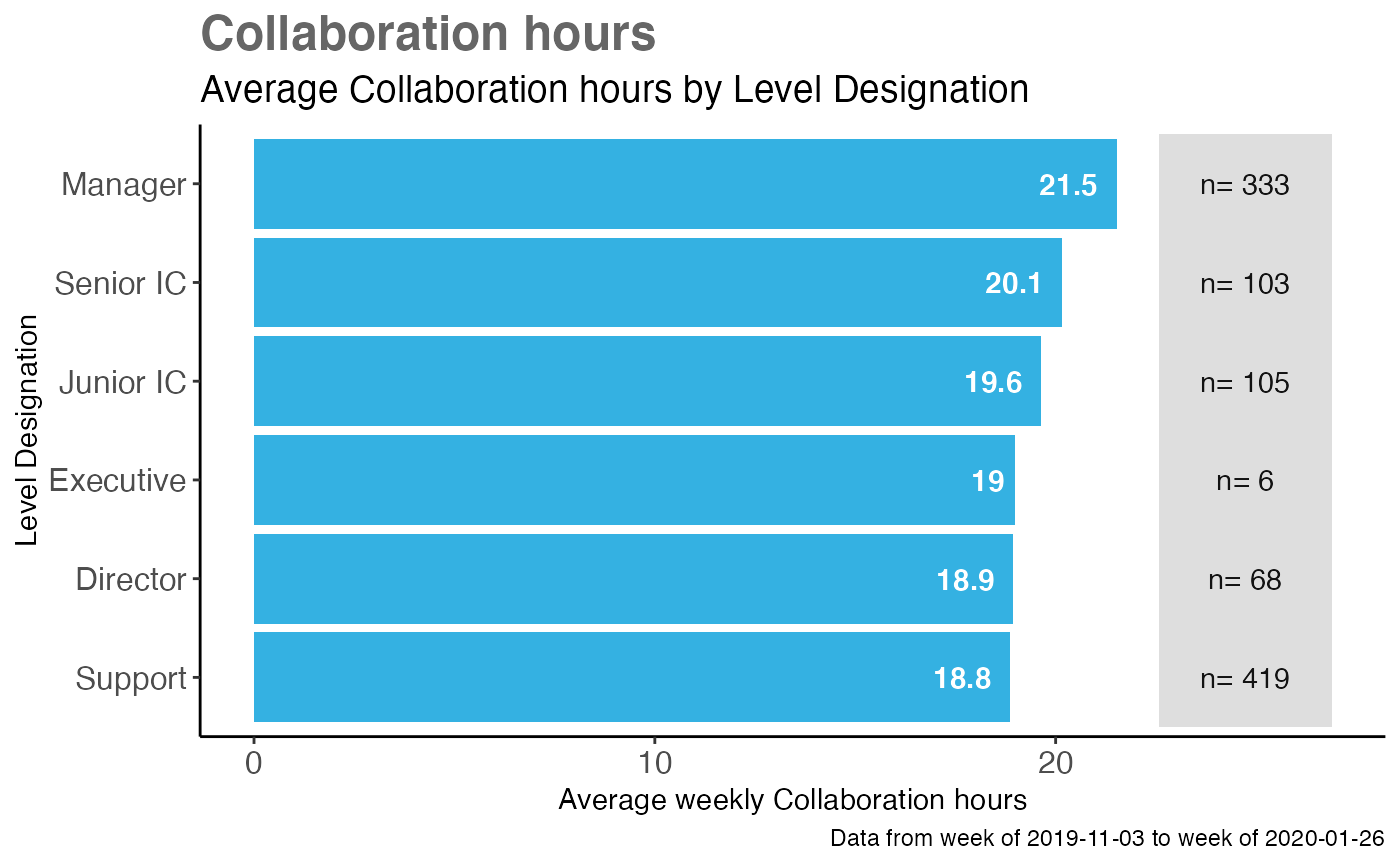 Collaboration hours
Average Collaboration hours by Level Designation
Level Designation
Manager 21.5 n= 333
Senior IC 20.1 n= 103
Junior IC 19.6 n= 105
Executive 19 n= 6
Director 18.9 n= 68
Support 18.8 n= 419
0 10 20
Average weekly Collaboration hours
Data from week of 2019-11-03 to week of 2020-01-26